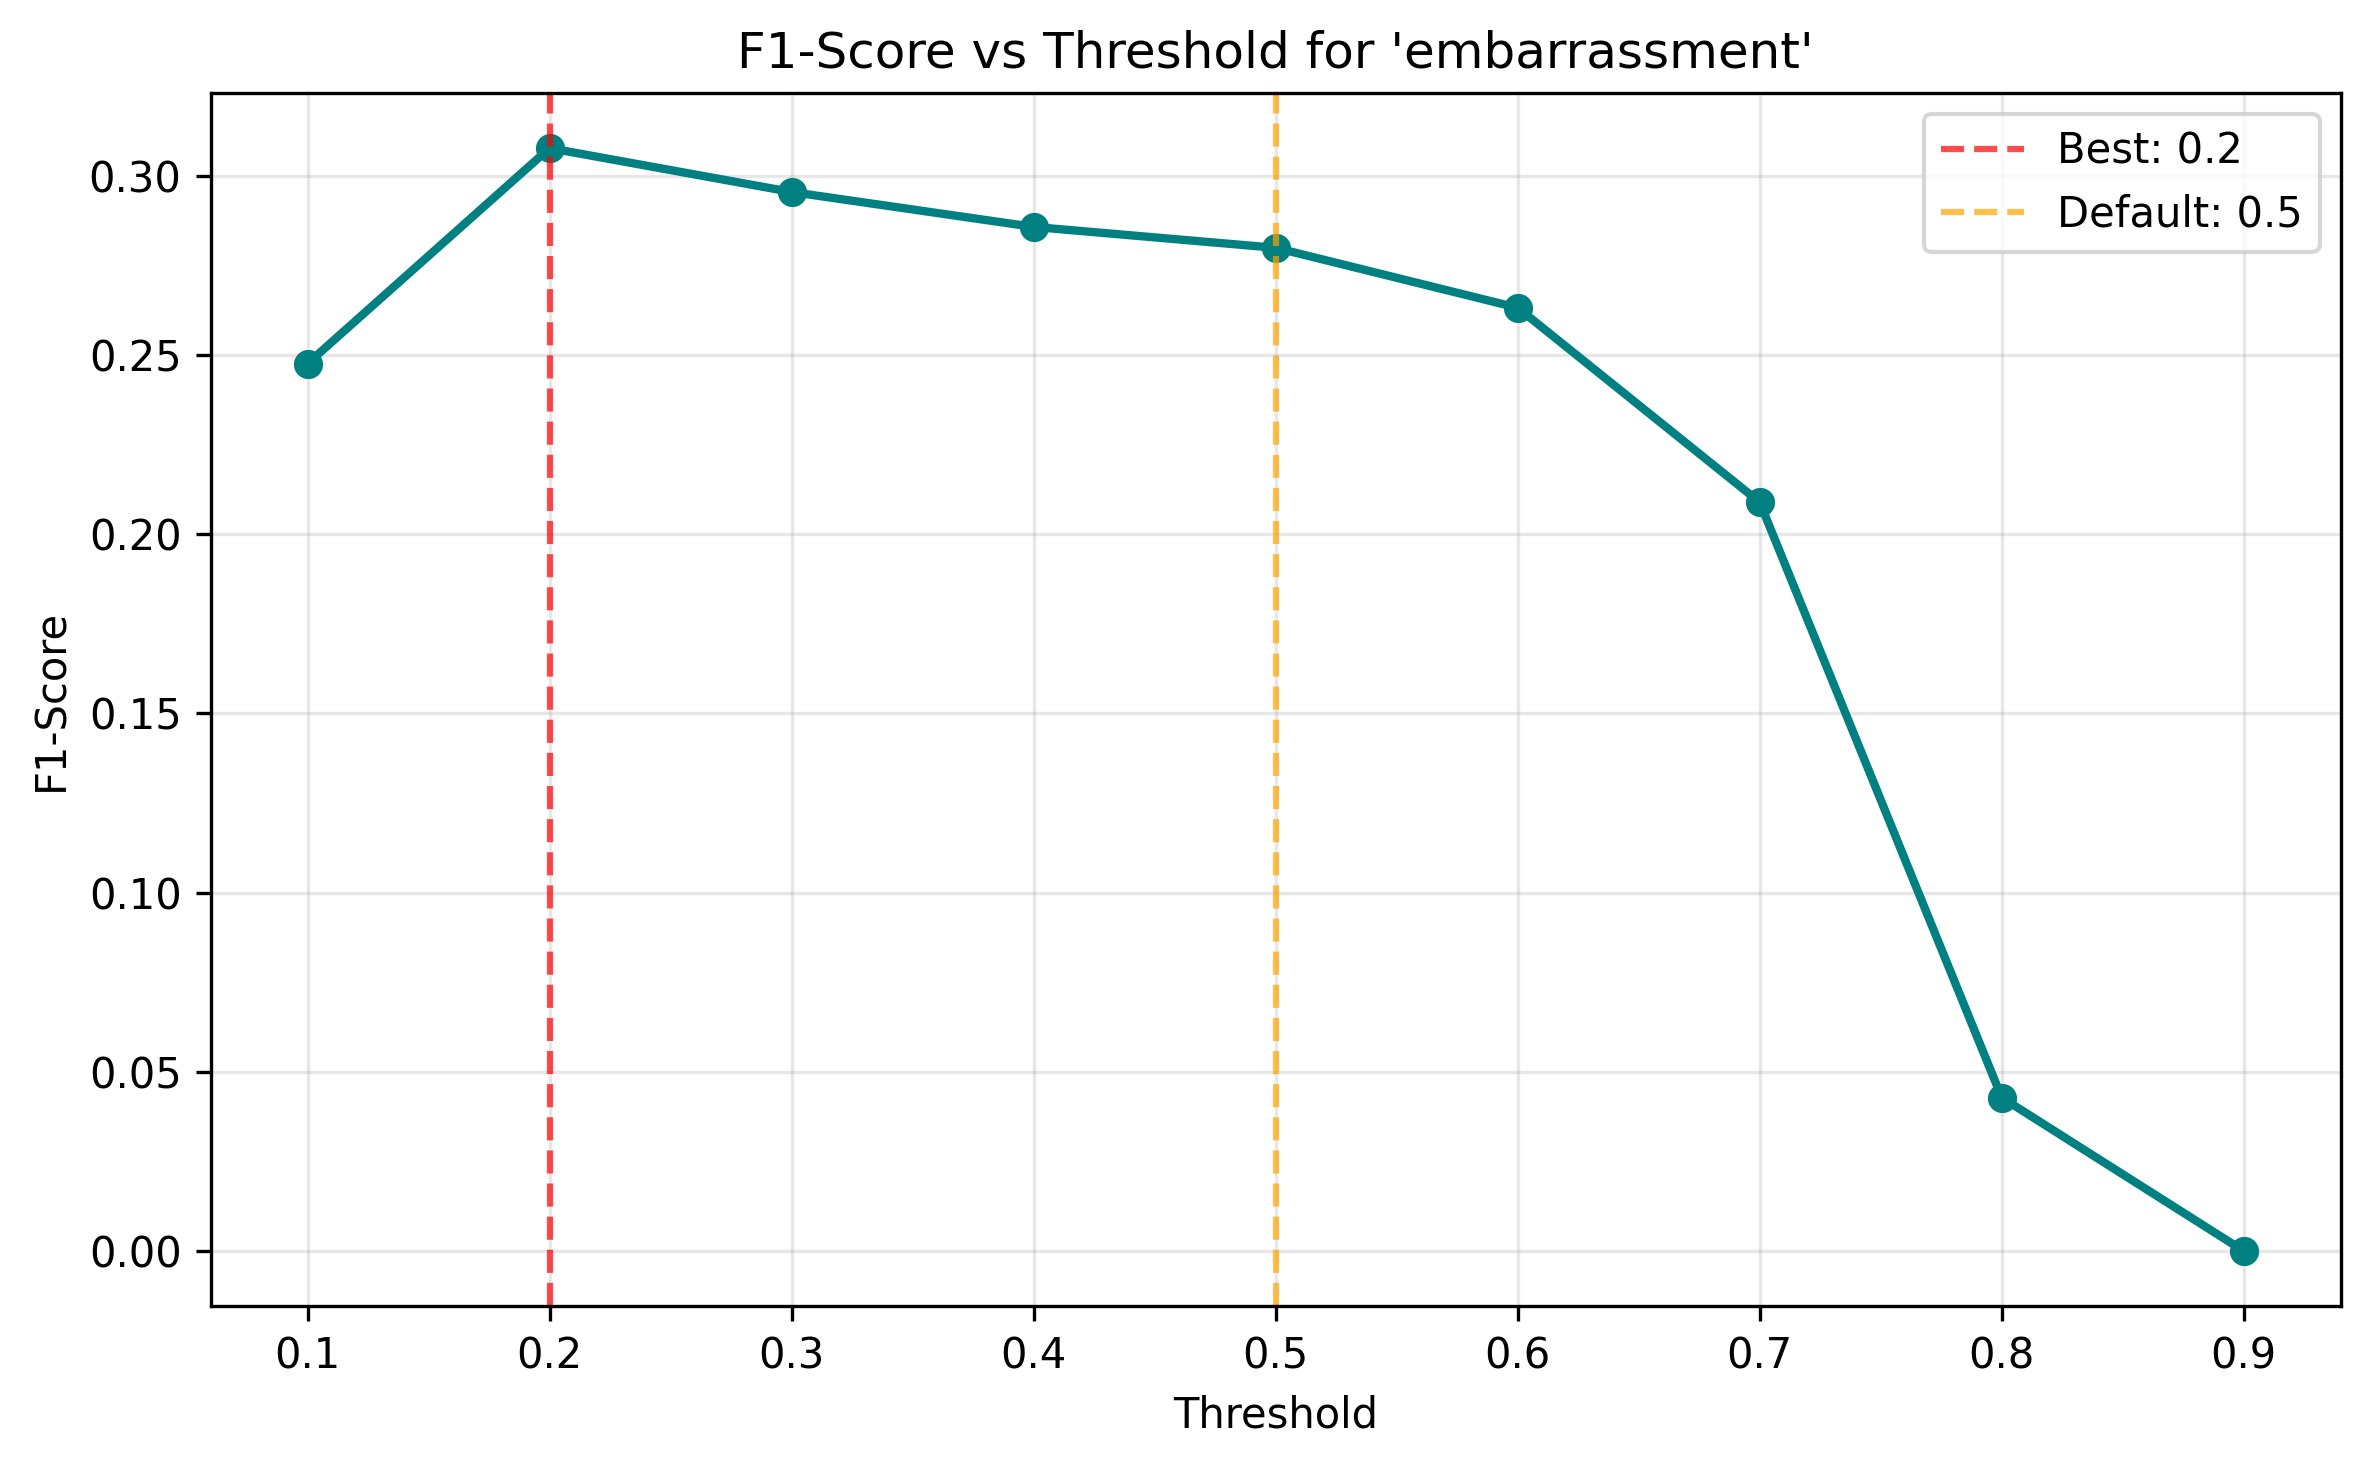 F1-Score vs Threshold for 'embarrassment'
Best: 0.2
Default: 0.5
F1-Score
0.30
0.25
0.20
0.15
0.10
0.05
0.00
0.1 0.2 0.3 0.4 0.5 0.6 0.7 0.8 0.9
Threshold